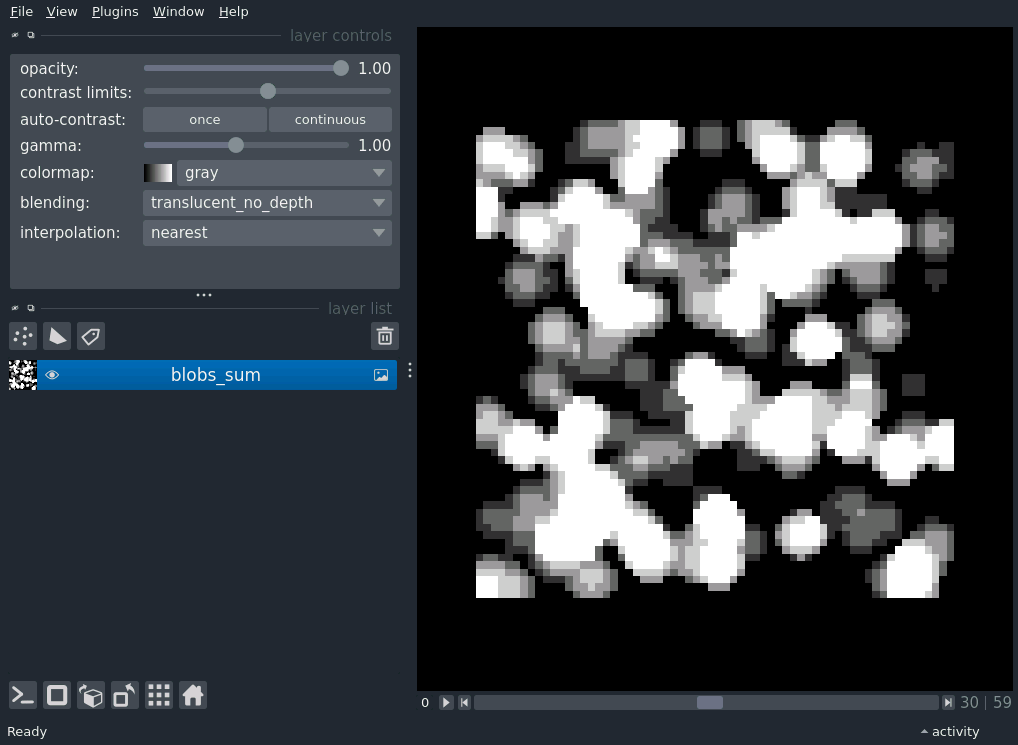 File View Plugins Window Help
layer controls
opacity: 1.00
contrast limits:
auto-contrast: once continuous
gamma: 1.00
colormap: gray
blending: translucent_no_depth
interpolation: nearest
layer list
blobs_sum
0 30 | 59
Ready activity